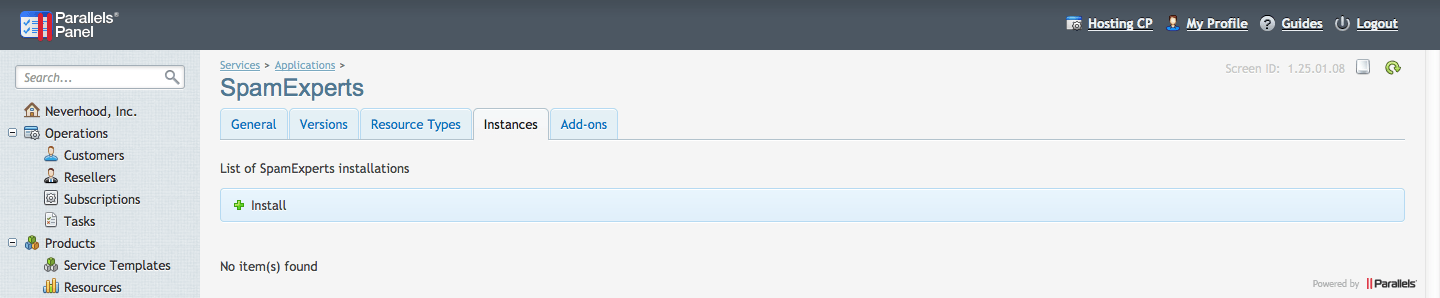 Parallels®
Panel
Hosting CP My Profile Guides Logout
Search...
Neverhood, Inc.
Operations
Customers
Resellers
Subscriptions
Tasks
Products
Service Templates
Resources
Services > Applications >
Screen ID: 1.25.01.08
SpamExperts
General Versions Resource Types Instances Add-ons
List of SpamExperts installations
Install
No item(s) found
Powered by Parallels®